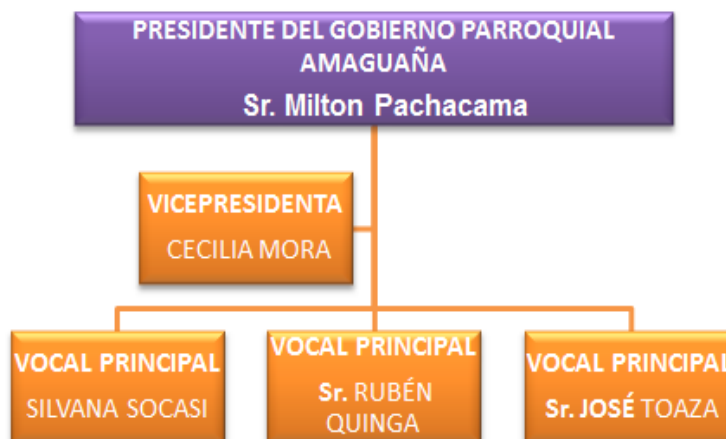 PRESIDENTE DEL GOBIERNO PARROQUIAL
AMAGUAÑA
Sr. Milton Pachacama
VICEPRESIDENTA
CECILIA MORA
VOCAL PRINCIPAL
SILVANA SOCASI
VOCAL PRINCIPAL
Sr. RUBÉN
QUINGA
VOCAL PRINCIPAL
Sr. JOSÉ TOAZA